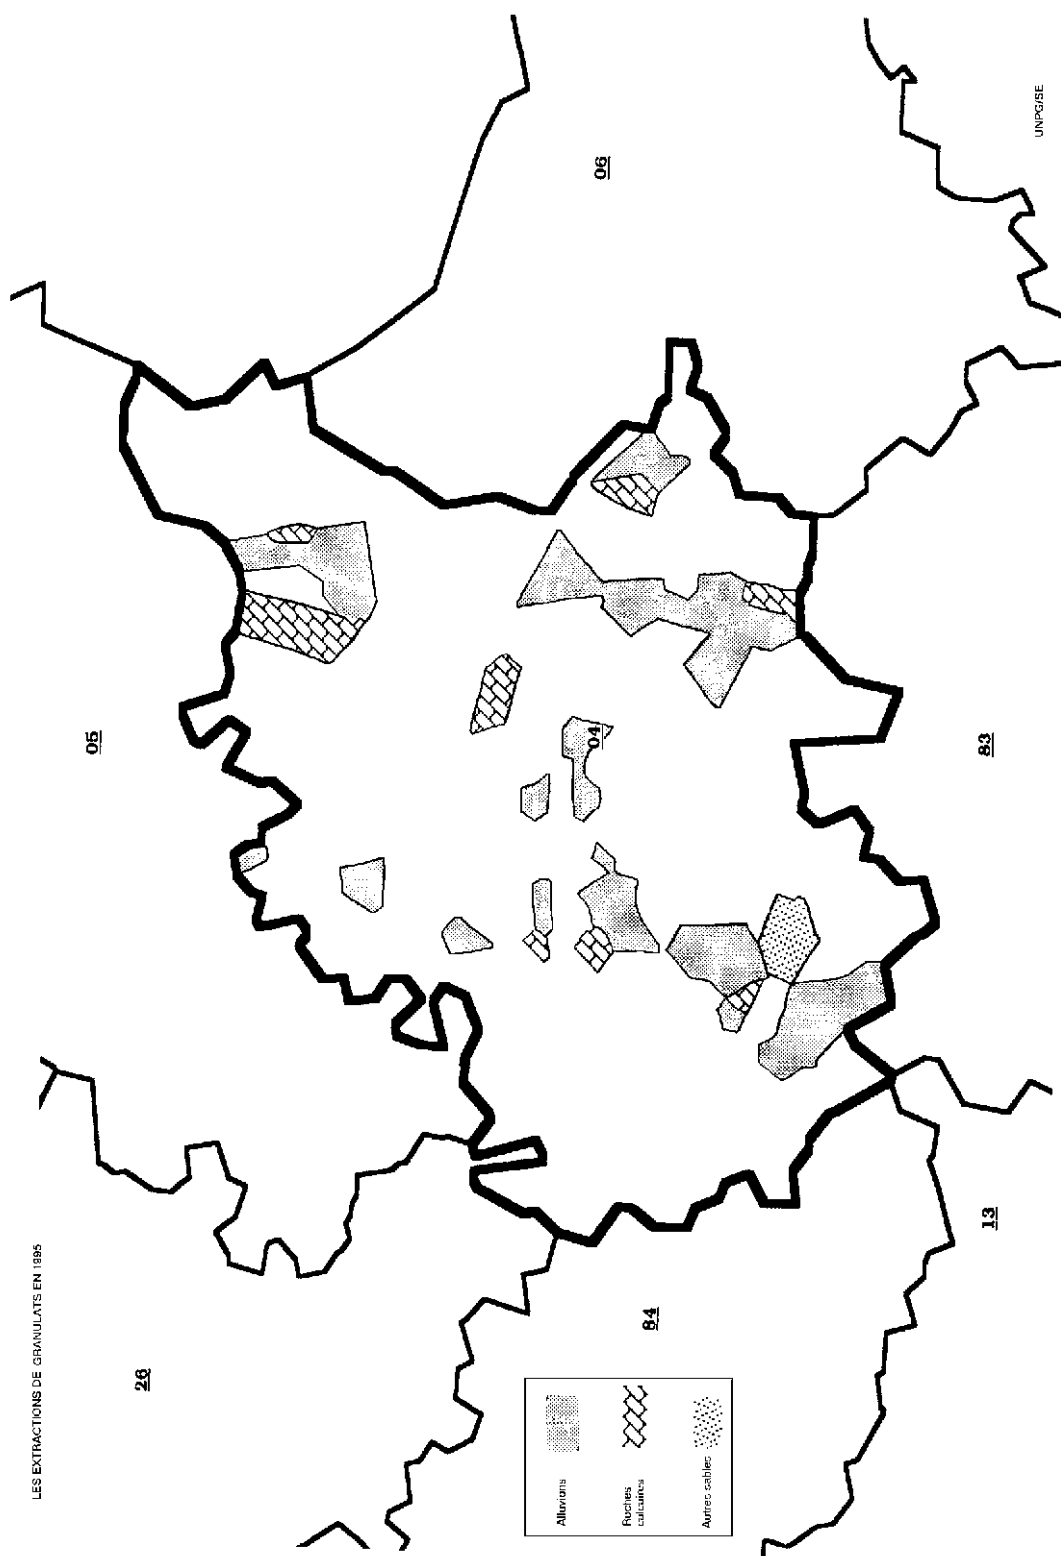 LES EXTRACTIONS DE GRANULATS EN 1995
26
05
06
04
84
83
13
Alluvions
Roches
calcaires
Autres sables
UNPG/SE